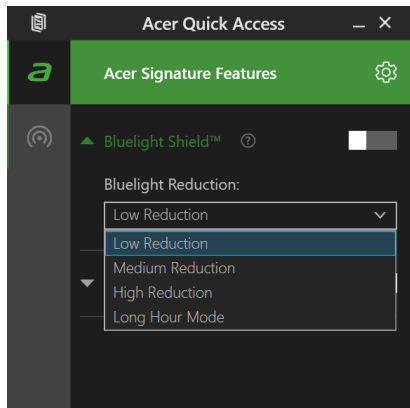 Acer Quick Access
a
Acer Signature Features
Bluelight Shield™ ?
Bluelight Reduction:
Low Reduction
Low Reduction
Medium Reduction
High Reduction
Long Hour Mode